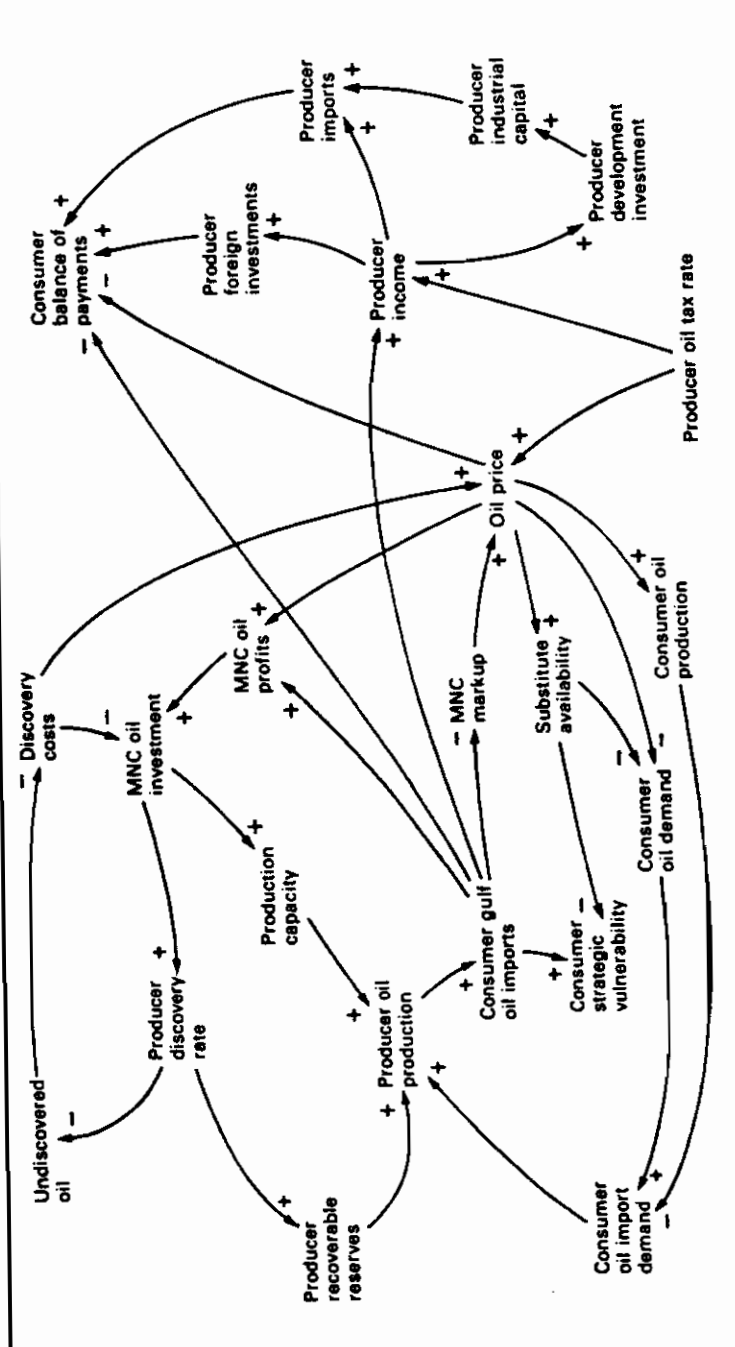 Undiscovered
oil
−
−
Discovery
costs
Consumer
balance of
payments
−
−
+
+
Producer
discovery
rate
+
MNC oil
investment
−
+
Producer
recoverable
reserves
+
Production
capacity
+
MNC oil
profits
+
+
Producer
foreign
investments
+
Producer
imports
+
+
Producer oil
production
+
+
+
Producer
income
+
+
Consumer gulf
oil imports
+
MNC
markup
−
Oil price
+
+
+
Producer
industrial
capital
+
Consumer
strategic
vulnerability
+
−
Substitute
availability
+
Producer
development
investment
+
Consumer
oil import
demand
+
−
Consumer
oil demand
−
−
Consumer oil
production
+
Producer oil tax rate